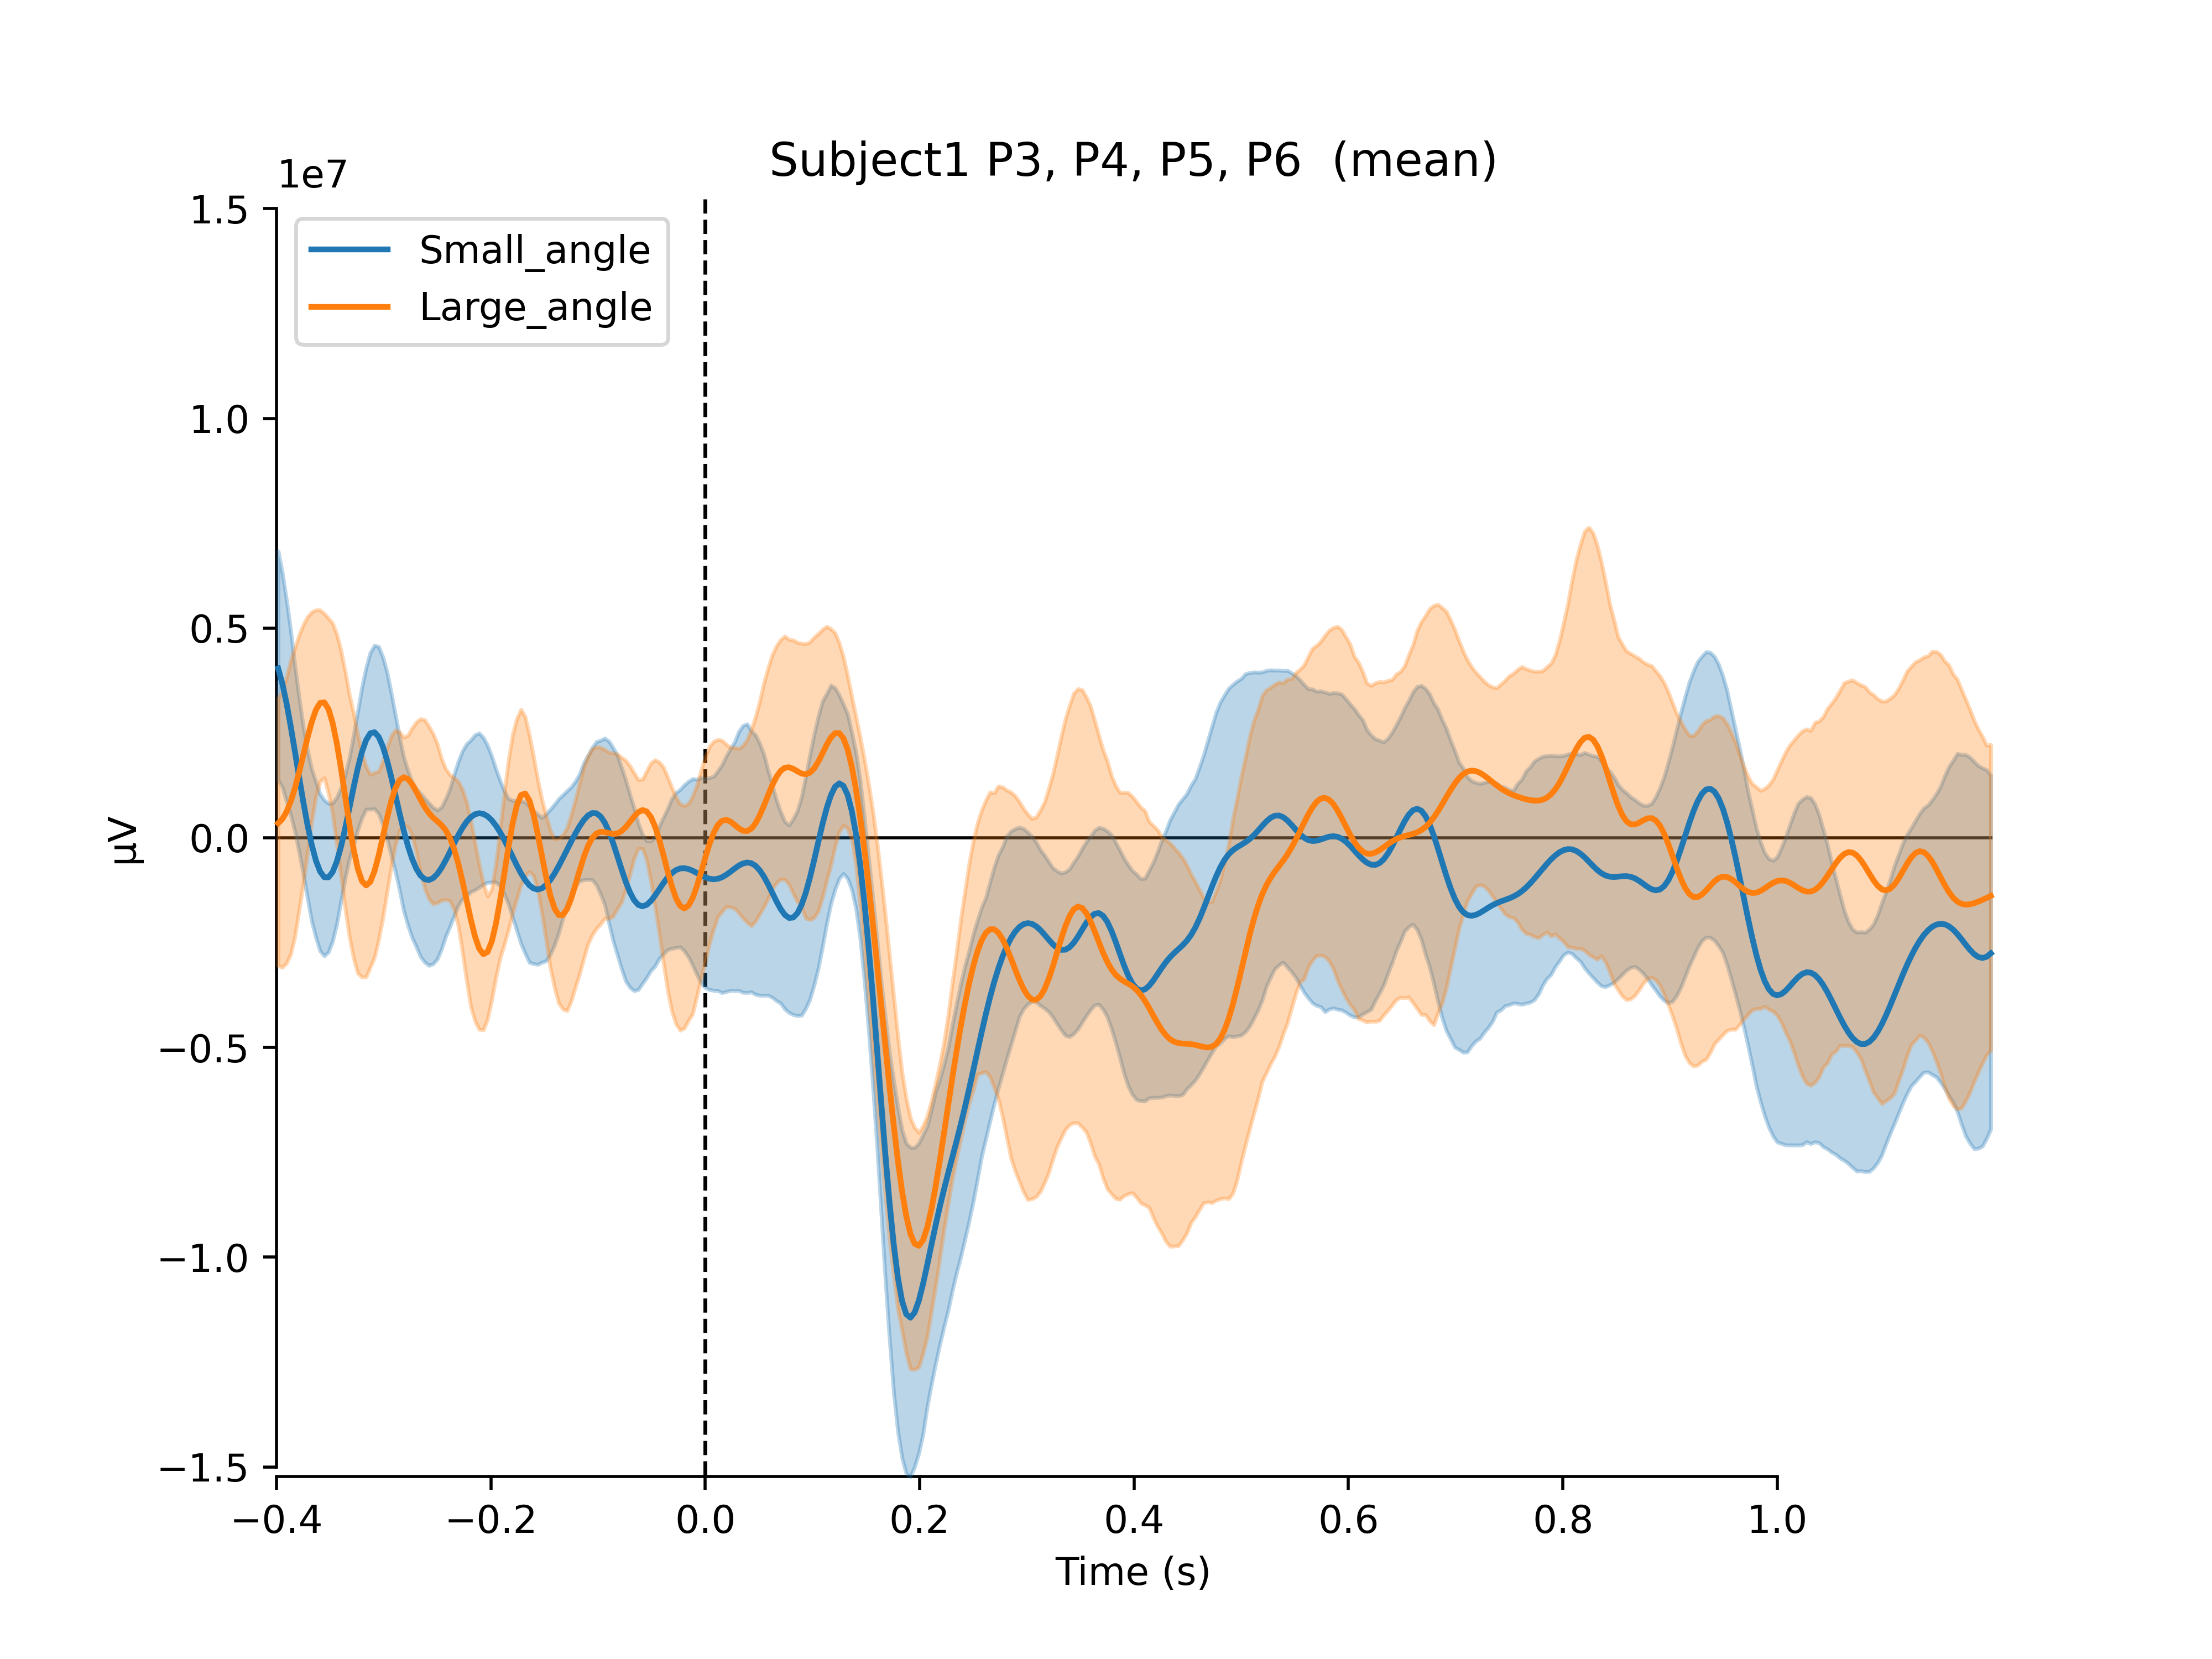 Subject1 P3, P4, P5, P6 (mean)
1e7
1.5
1.0
0.5
0.0
−0.5
−1.0
−1.5
µV
Small_angle
Large_angle
−0.4 −0.2 0.0 0.2 0.4 0.6 0.8 1.0
Time (s)